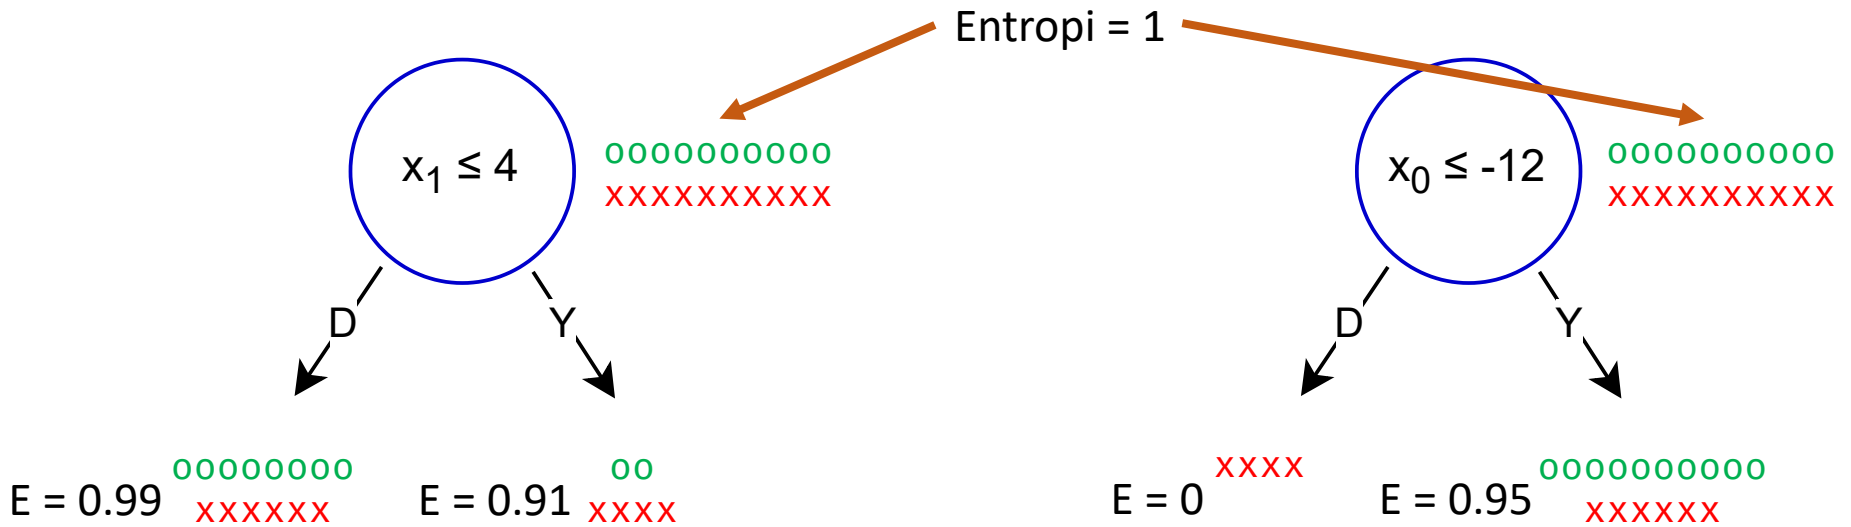 Entropi = 1
x₁ ≤ 4
oooooooooo
xxxxxxxxxx
D
Y
E = 0.99
oooooooo
xxxxxx
E = 0.91
oo
xxxx
x₀ ≤ -12
oooooooooo
xxxxxxxxxx
D
Y
E = 0
xxxx
E = 0.95
oooooooooo
xxxxxx